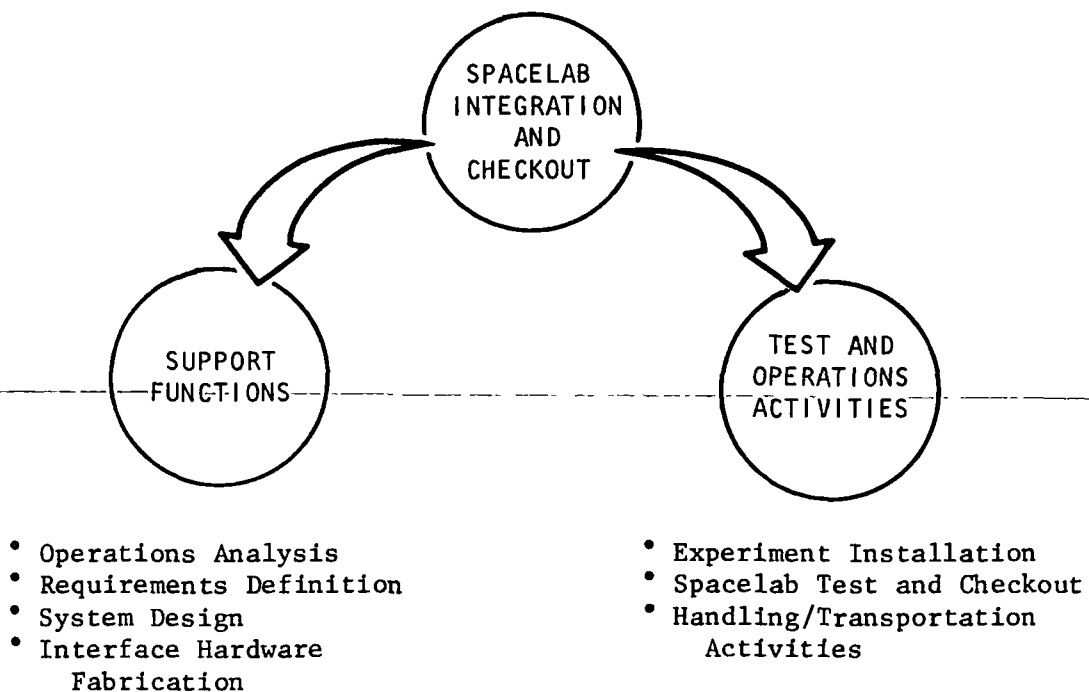 SPACELAB
INTEGRATION
AND
CHECKOUT
SUPPORT
FUNCTIONS
TEST AND
OPERATIONS
ACTIVITIES
• Operations Analysis
• Requirements Definition
• System Design
• Interface Hardware
Fabrication
• Experiment Installation
• Spacelab Test and Checkout
• Handling/Transportation
Activities